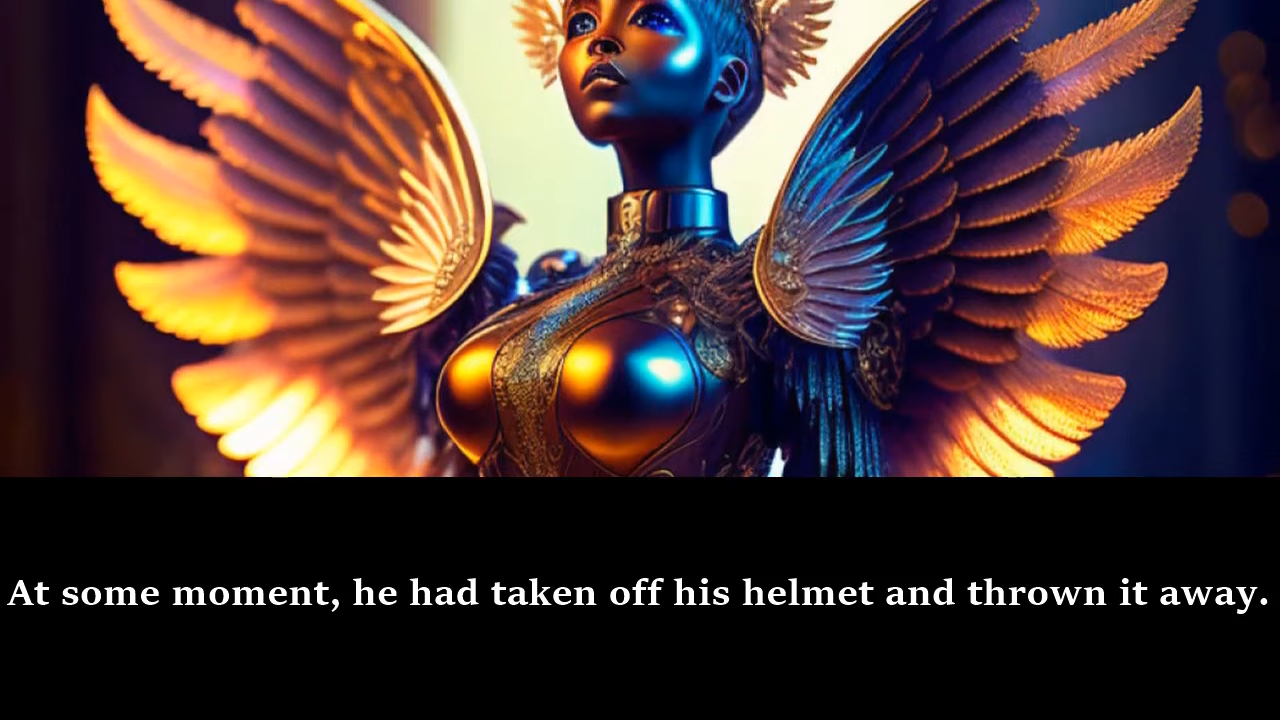 At some moment, he had taken off his helmet and thrown it away.